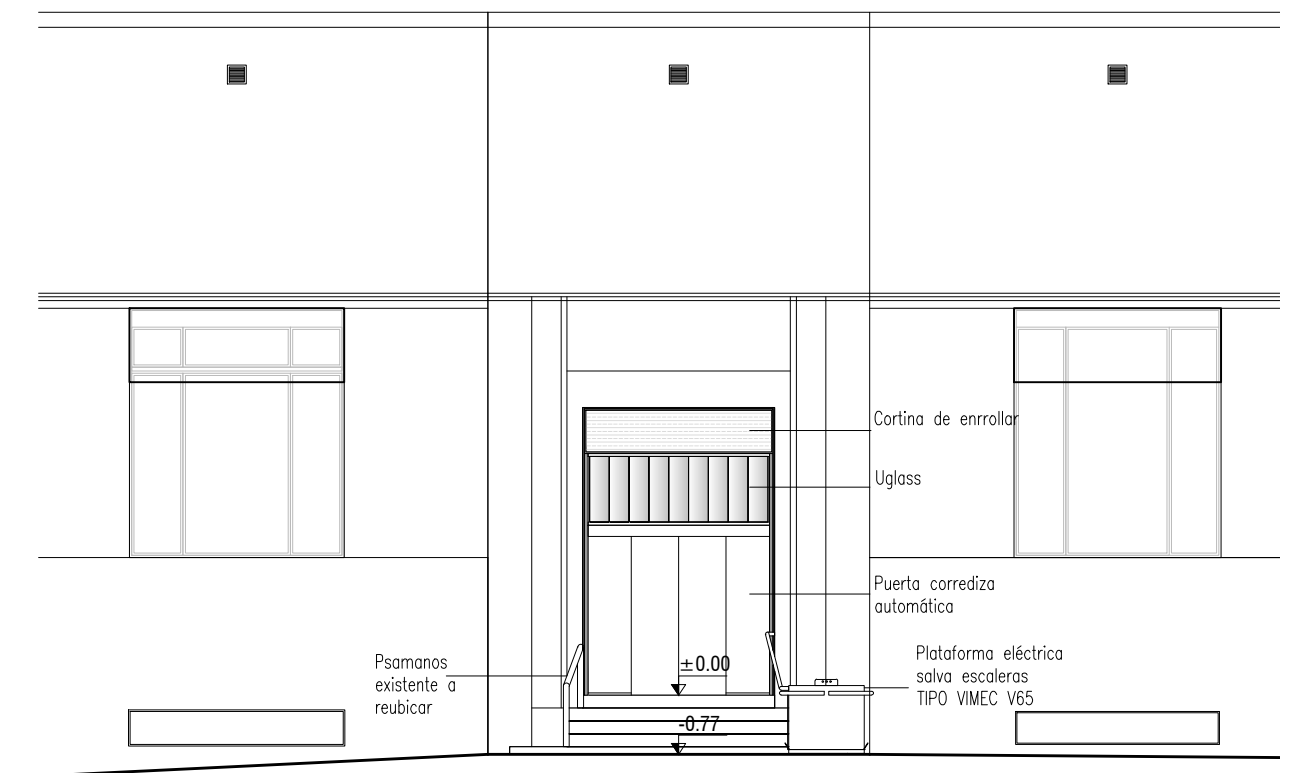 Cortina de enrrollar
Uglass
Puerta corrediza
automática
Psamanos
existente a
reubicar
±0.00
Plataforma eléctrica
salva escaleras
TIPO VIMEC V65
-0.77